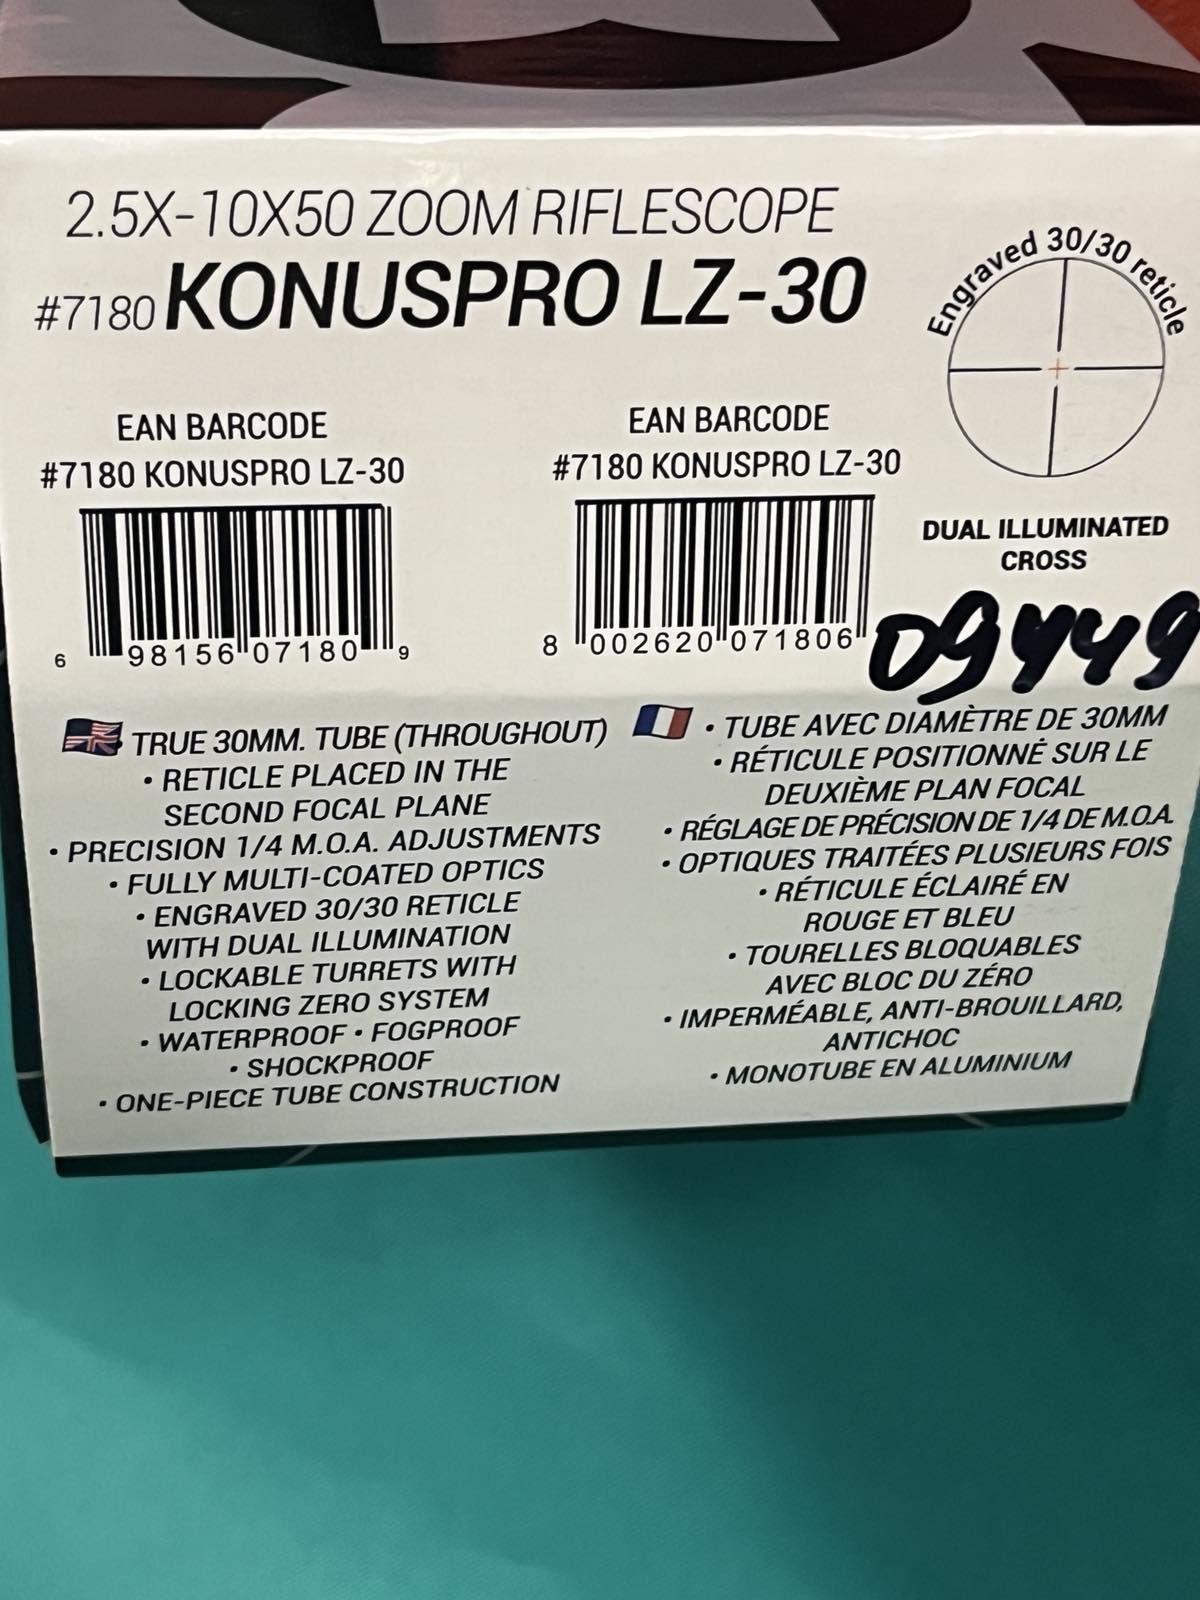 2.5X-10X50 ZOOM RIFLESCOPE
#7180 KONUSPRO LZ-30
Engraved 30/30 reticle
EAN BARCODE
#7180 KONUSPRO LZ-30
6 98156 07180 9
EAN BARCODE
#7180 KONUSPRO LZ-30
8 002620 071806
DUAL ILLUMINATED
CROSS
09449
TRUE 30MM. TUBE (THROUGHOUT)
• RETICLE PLACED IN THE
SECOND FOCAL PLANE
• PRECISION 1/4 M.O.A. ADJUSTMENTS
• FULLY MULTI-COATED OPTICS
• ENGRAVED 30/30 RETICLE
WITH DUAL ILLUMINATION
• LOCKABLE TURRETS WITH
LOCKING ZERO SYSTEM
• WATERPROOF • FOGPROOF
• SHOCKPROOF
• ONE-PIECE TUBE CONSTRUCTION
• TUBE AVEC DIAMÈTRE DE 30MM
• RÉTICULE POSITIONNÉ SUR LE
DEUXIÈME PLAN FOCAL
• RÉGLAGE DE PRÉCISION DE 1/4 DE M.O.A.
• OPTIQUES TRAITÉES PLUSIEURS FOIS
• RÉTICULE ÉCLAIRÉ EN
ROUGE ET BLEU
• TOURELLES BLOQUABLES
AVEC BLOC DU ZÉRO
• IMPERMÉABLE, ANTI-BROUILLARD,
ANTICHOC
• MONOTUBE EN ALUMINIUM